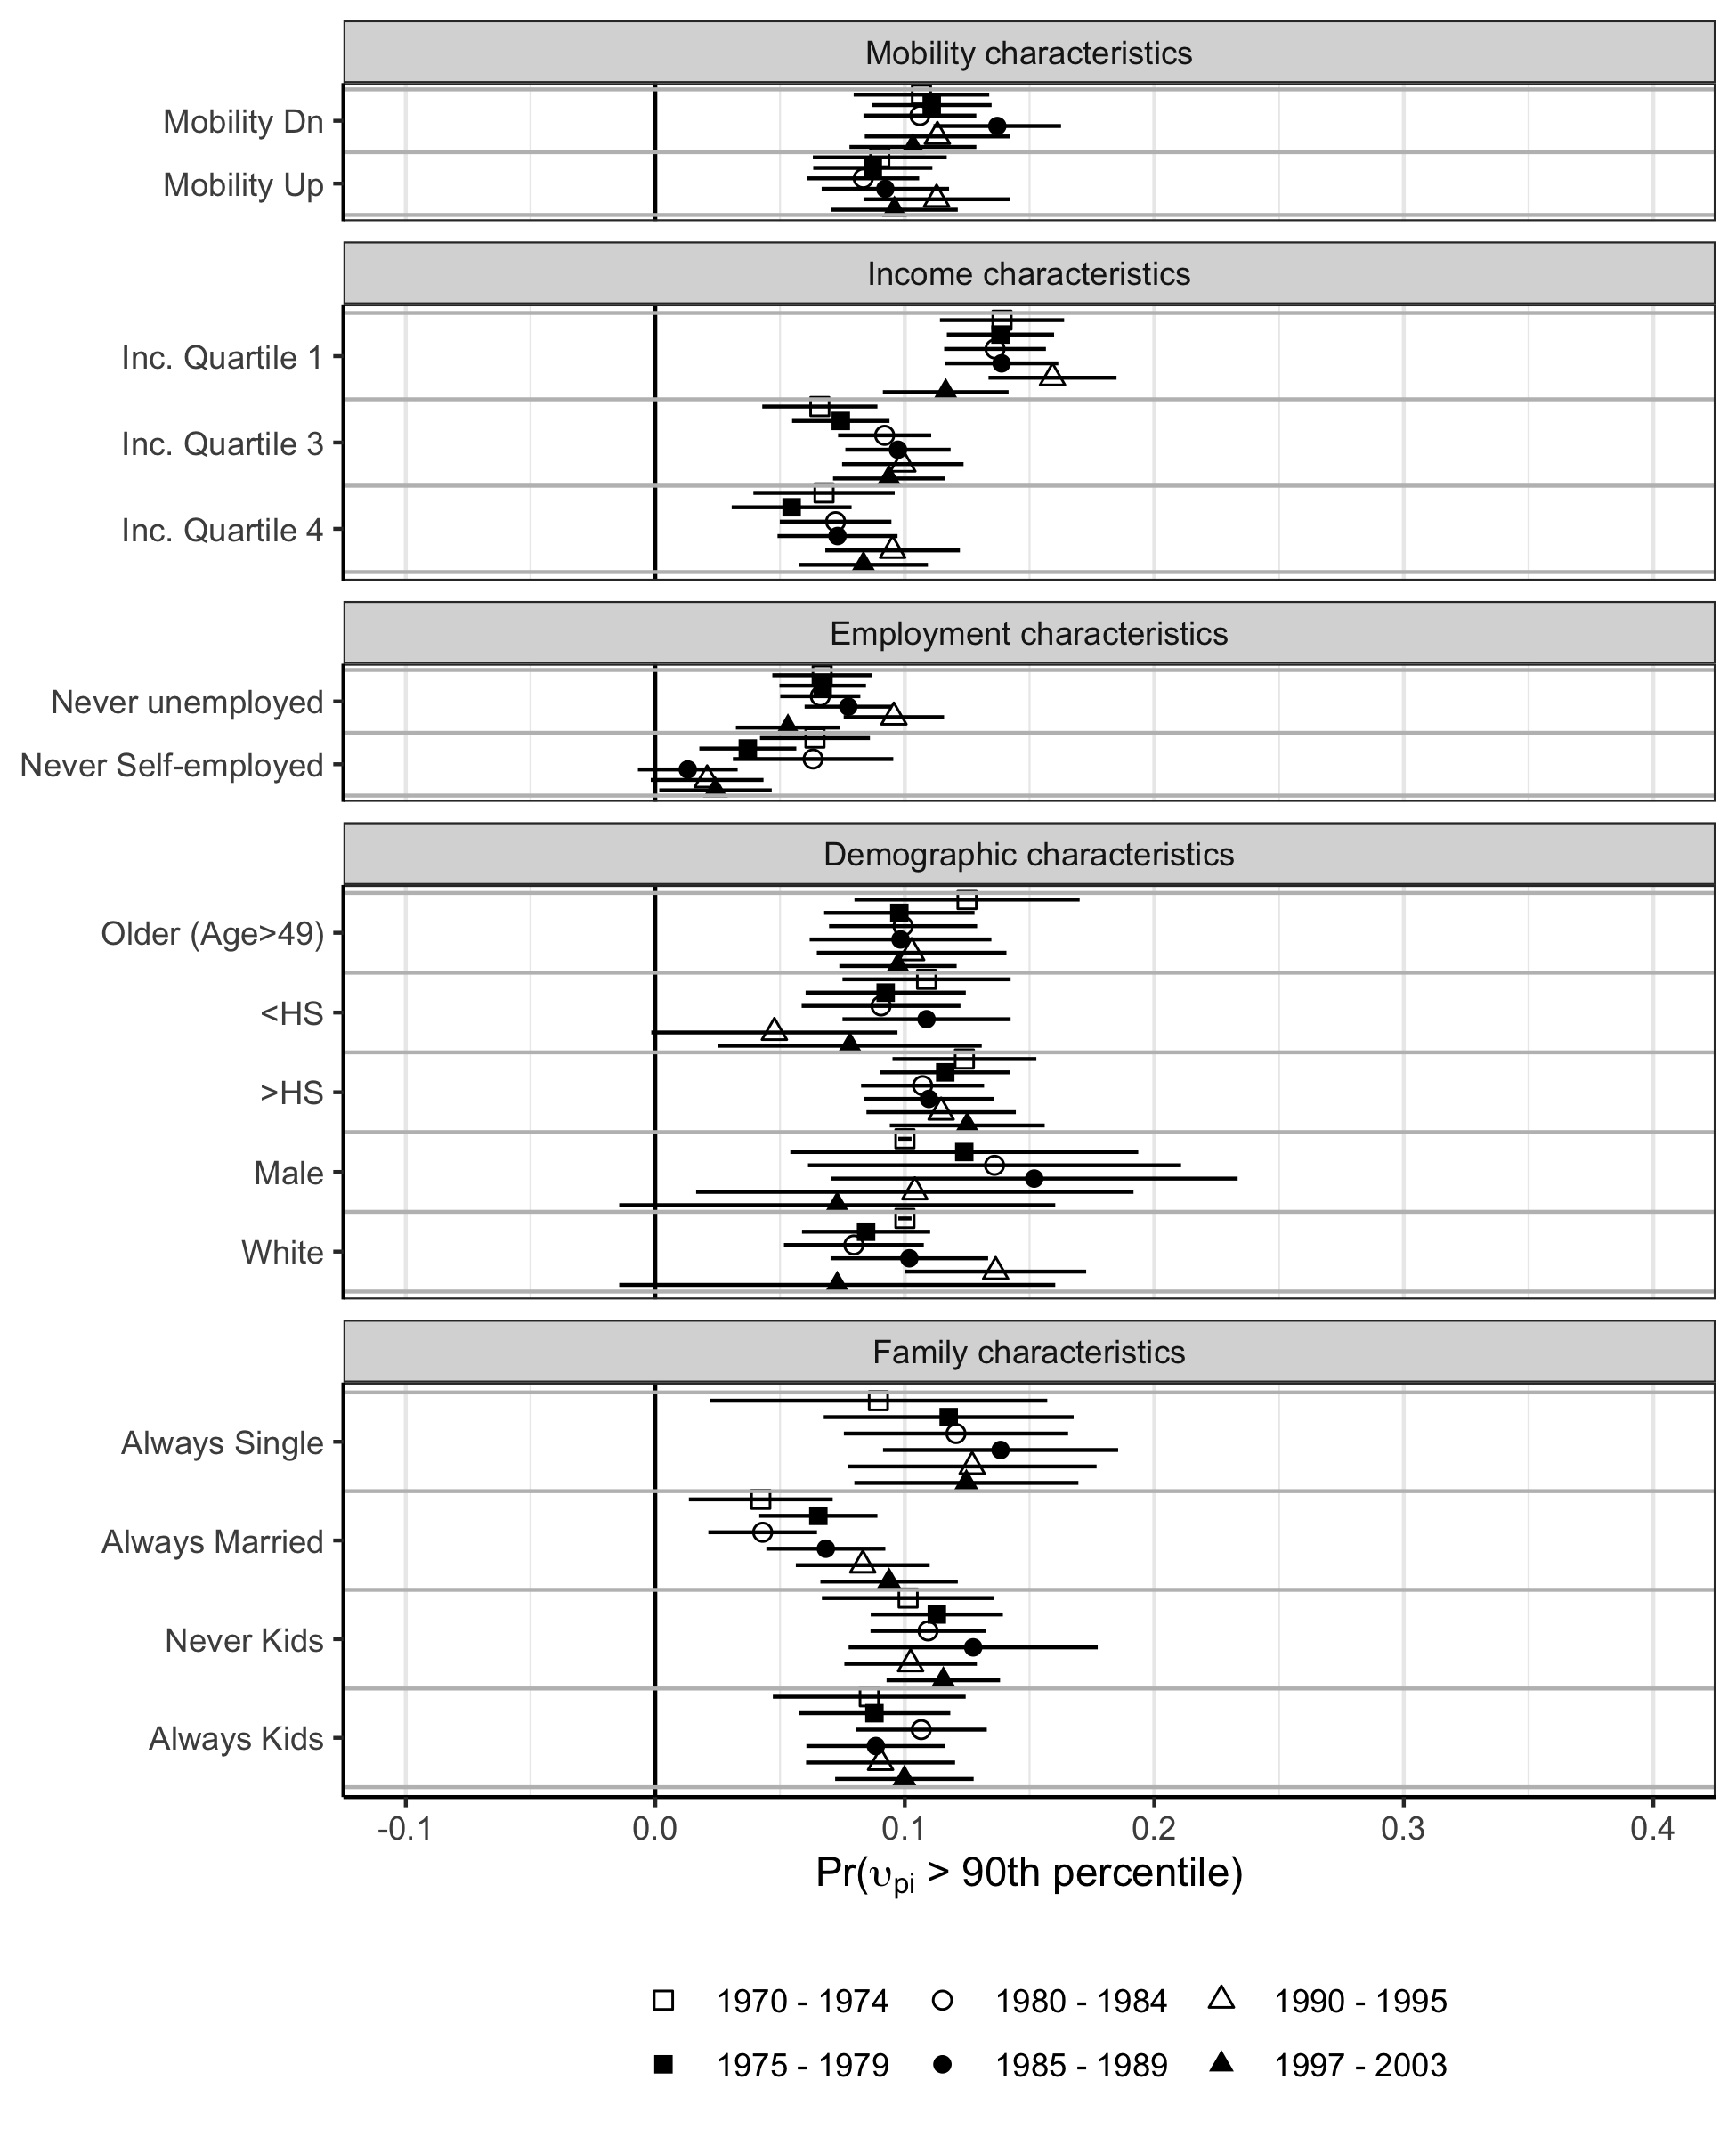 Mobility characteristics
Mobility Dn
Mobility Up
Income characteristics
Inc. Quartile 1
Inc. Quartile 3
Inc. Quartile 4
Employment characteristics
Never unemployed
Never Self-employed
Demographic characteristics
Older (Age>49)
<HS
>HS
Male
White
Family characteristics
Always Single
Always Married
Never Kids
Always Kids
-0.1 0.0 0.1 0.2 0.3 0.4
Pr(υpi > 90th percentile)
1970 - 1974 1980 - 1984 1990 - 1995
1975 - 1979 1985 - 1989 1997 - 2003